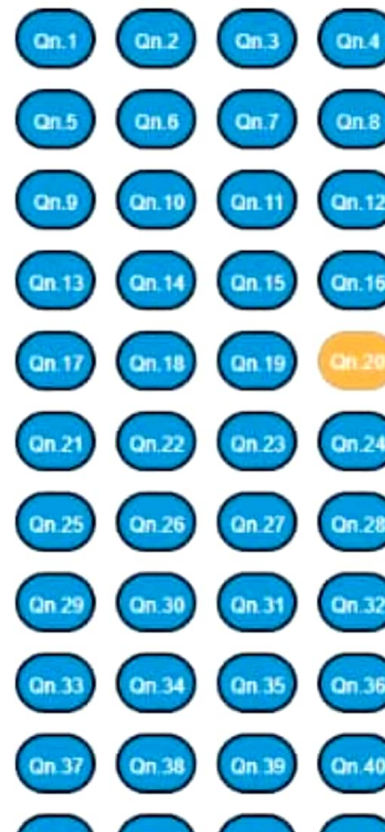 Qn.1 Qn.2 Qn.3 Qn.4
Qn.5 Qn.6 Qn.7 Qn.8
Qn.9 Qn.10 Qn.11 Qn.12
Qn.13 Qn.14 Qn.15 Qn.16
Qn.17 Qn.18 Qn.19 Qn.20
Qn.21 Qn.22 Qn.23 Qn.24
Qn.25 Qn.26 Qn.27 Qn.28
Qn.29 Qn.30 Qn.31 Qn.32
Qn.33 Qn.34 Qn.35 Qn.36
Qn.37 Qn.38 Qn.39 Qn.40